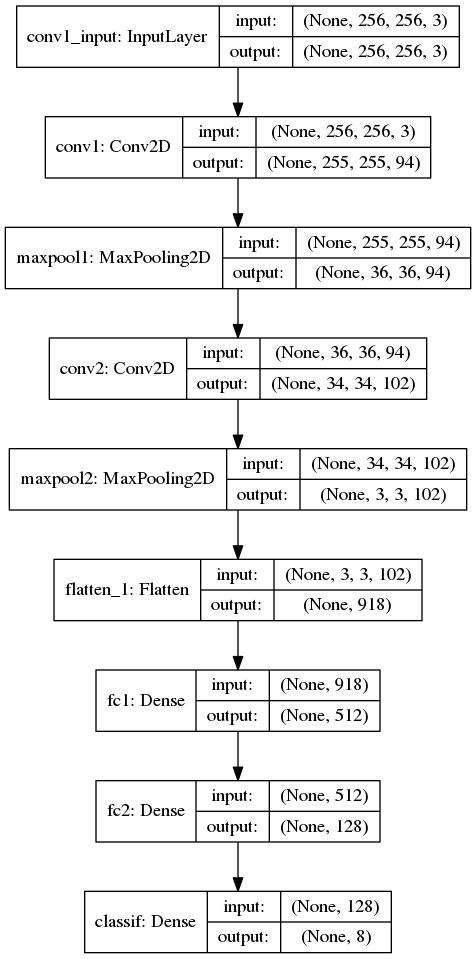 conv1_input: InputLayer
input: (None, 256, 256, 3)
output: (None, 256, 256, 3)
conv1: Conv2D
input: (None, 256, 256, 3)
output: (None, 255, 255, 94)
maxpool1: MaxPooling2D
input: (None, 255, 255, 94)
output: (None, 36, 36, 94)
conv2: Conv2D
input: (None, 36, 36, 94)
output: (None, 34, 34, 102)
maxpool2: MaxPooling2D
input: (None, 34, 34, 102)
output: (None, 3, 3, 102)
flatten_1: Flatten
input: (None, 3, 3, 102)
output: (None, 918)
fc1: Dense
input: (None, 918)
output: (None, 512)
fc2: Dense
input: (None, 512)
output: (None, 128)
classif: Dense
input: (None, 128)
output: (None, 8)